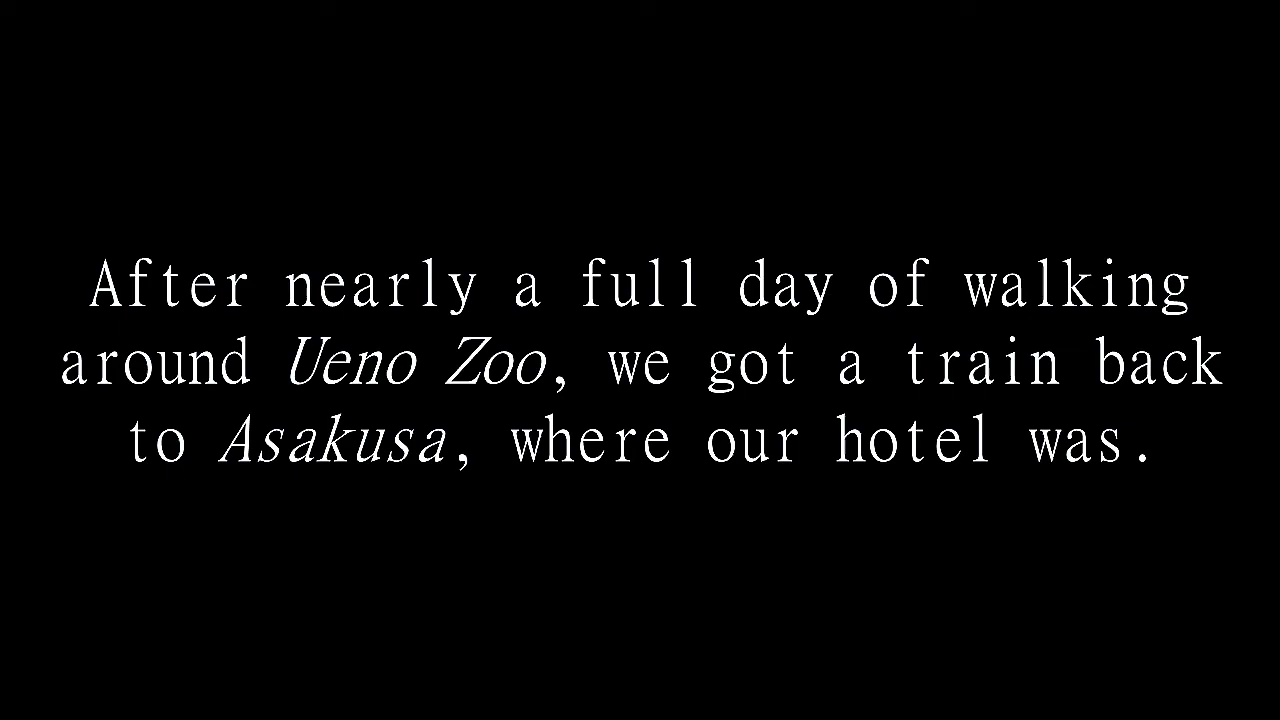 After nearly a full day of walking
around Ueno Zoo, we got a train back
to Asakusa, where our hotel was.